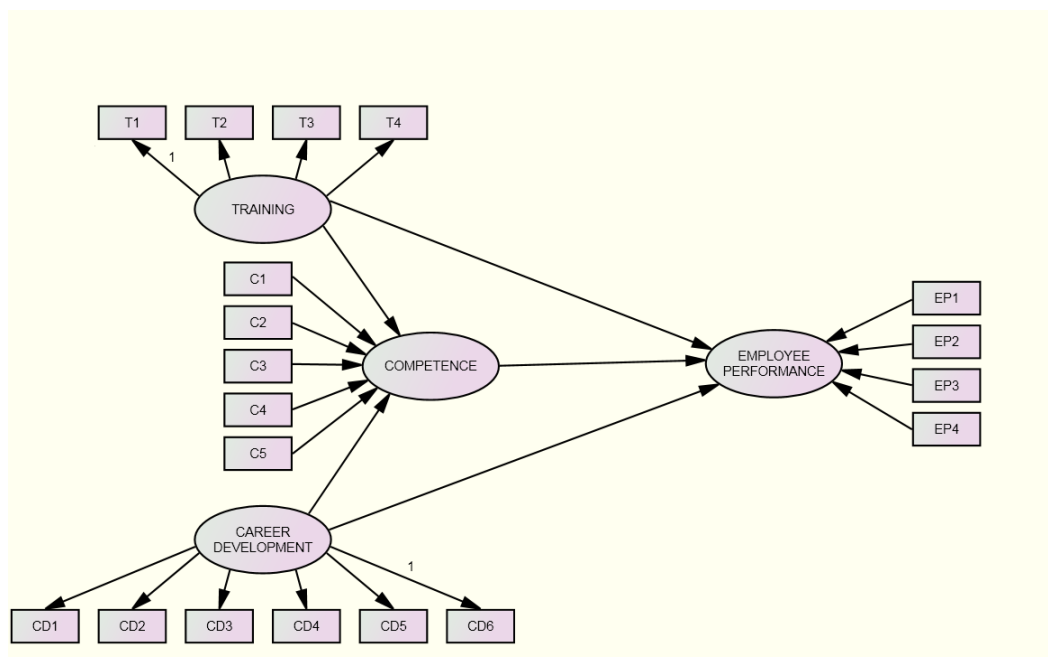 T1
T2
T3
T4
1
TRAINING
C1
C2
C3
C4
C5
COMPETENCE
EMPLOYEE
PERFORMANCE
EP1
EP2
EP3
EP4
CAREER
DEVELOPMENT
1
CD1
CD2
CD3
CD4
CD5
CD6